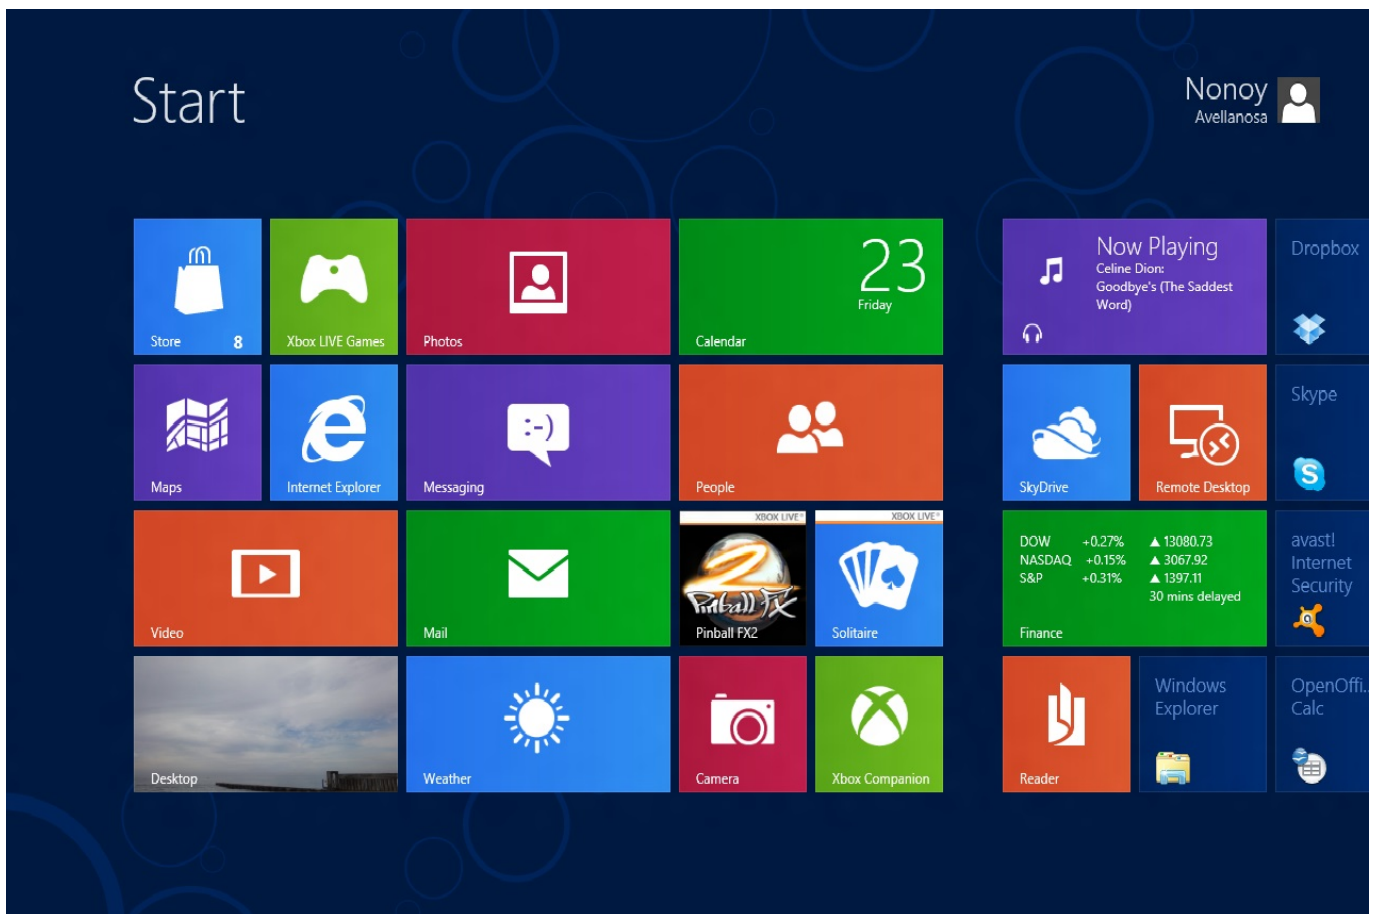 Start
Nonoy
Avellanosa
Store 8
Xbox LIVE Games
Photos
23
Friday
Calendar
Now Playing
Celine Dion:
Goodbye's (The Saddest
Word)
Dropbox
Maps
Internet Explorer
:-)
Messaging
People
SkyDrive
Remote Desktop
Skype
S
Video
Mail
XBOX LIVE
2
Pinball FX
Pinball FX2
XBOX LIVE
Solitaire
DOW +0.27% ▲ 13080.73
NASDAQ +0.15% ▲ 3067.92
S&P +0.31% ▲ 1397.11
30 mins delayed
Finance
avast!
Internet
Security
a
Desktop
Weather
Camera
Xbox Companion
Reader
Windows
Explorer
OpenOffi...
Calc